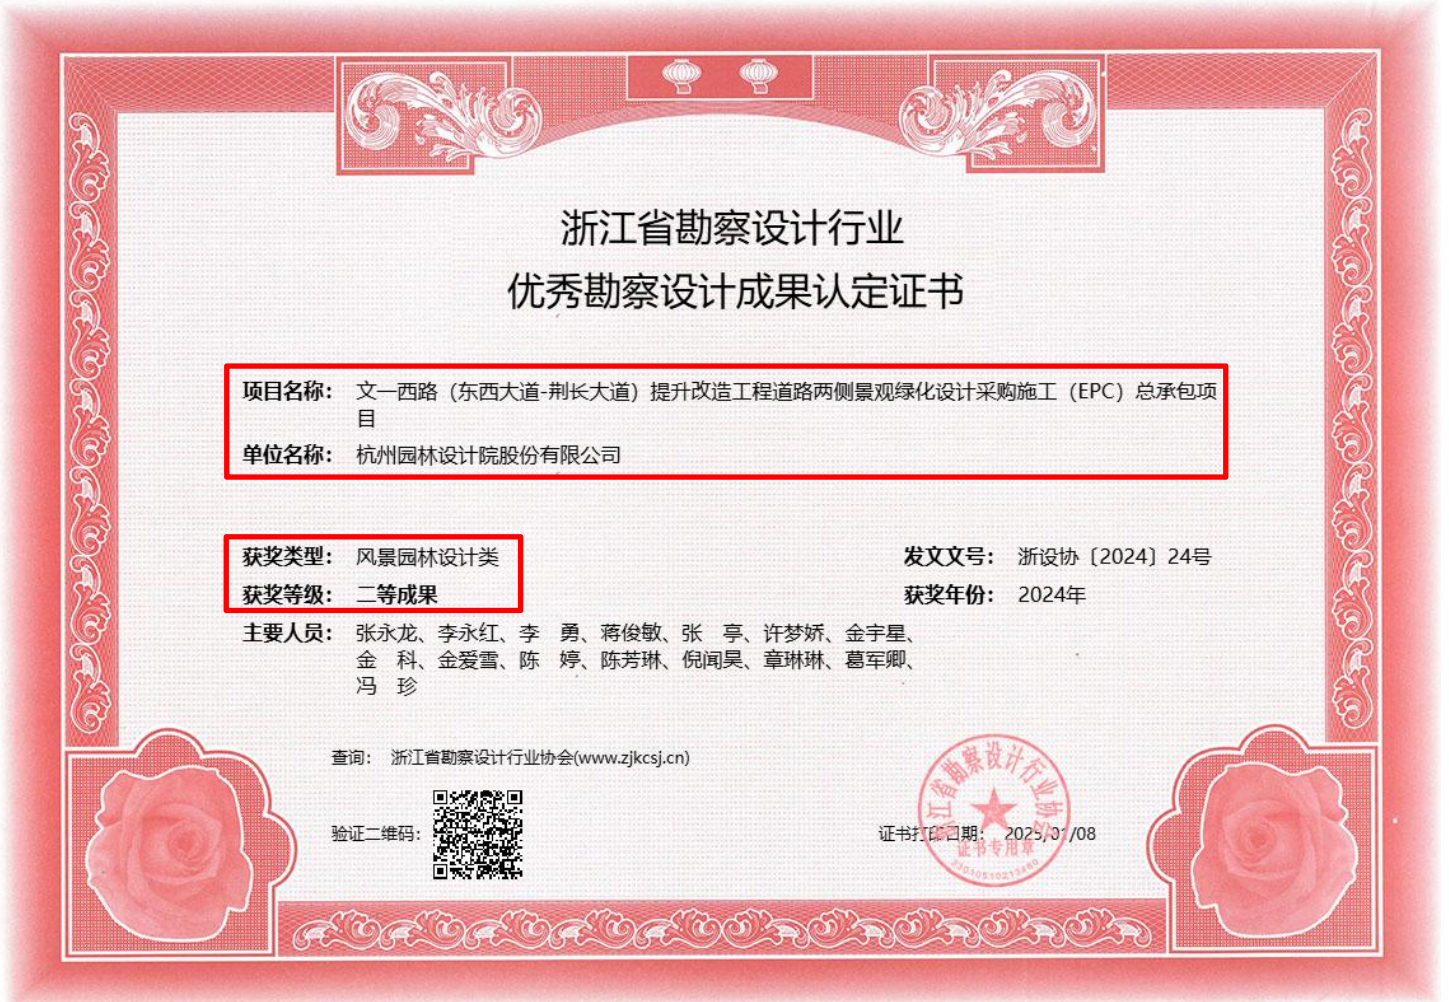 浙江省勘察设计行业
优秀勘察设计成果认定证书
项目名称： 文一西路（东西大道-荆长大道）提升改造工程道路两侧景观绿化设计采购施工（EPC）总承包项
目
单位名称： 杭州园林设计院股份有限公司
获奖类型： 风景园林设计类 发文文号： 浙设协〔2024〕24号
获奖等级： 二等成果 获奖年份： 2024年
主要人员： 张永龙、李永红、李　勇、蒋俊敏、张　亭、许梦娇、金宇星、
金　科、金爱雪、陈　婷、陈芳琳、倪闻昊、章琳琳、葛军卿、
冯　珍
查询： 浙江省勘察设计行业协会(www.zjkcsj.cn)
验证二维码：
证书打印日期： 2025/01/08
浙江省勘察设计行业协会
证书专用章